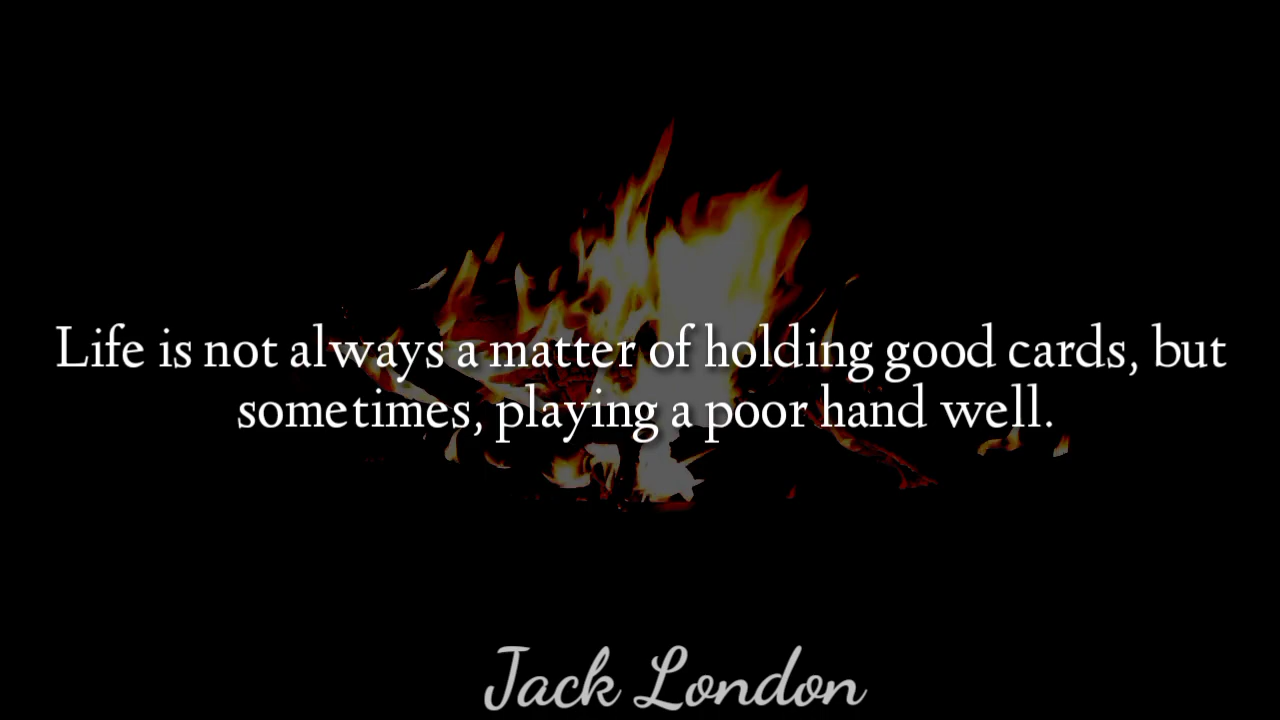 Life is not always a matter of holding good cards, but
sometimes, playing a poor hand well.
Jack London